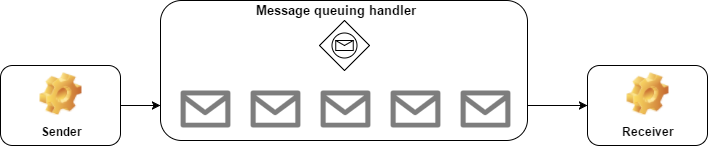 Message queuing handler
Sender
Receiver